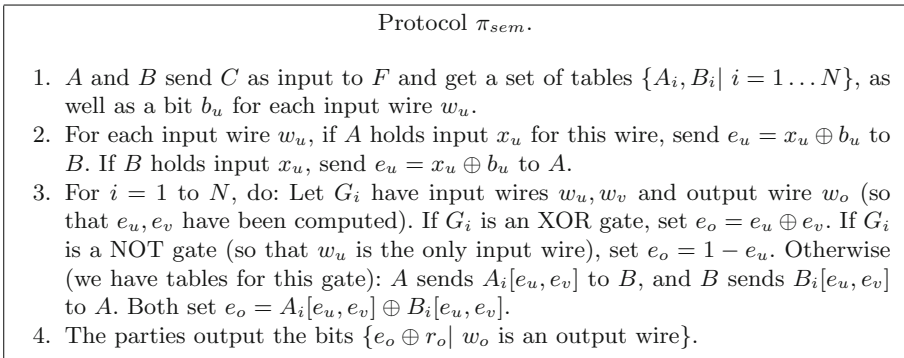 Protocol π_sem.
1. A and B send C as input to F and get a set of tables {A_i, B_i| i = 1 . . . N}, as
well as a bit b_u for each input wire w_u.
2. For each input wire w_u, if A holds input x_u for this wire, send e_u = x_u ⊕ b_u to
B. If B holds input x_u, send e_u = x_u ⊕ b_u to A.
3. For i = 1 to N, do: Let G_i have input wires w_u, w_v and output wire w_o (so
that e_u, e_v have been computed). If G_i is an XOR gate, set e_o = e_u ⊕ e_v. If G_i
is a NOT gate (so that w_u is the only input wire), set e_o = 1 − e_u. Otherwise
(we have tables for this gate): A sends A_i[e_u, e_v] to B, and B sends B_i[e_u, e_v]
to A. Both set e_o = A_i[e_u, e_v] ⊕ B_i[e_u, e_v].
4. The parties output the bits {e_o ⊕ r_o| w_o is an output wire}.